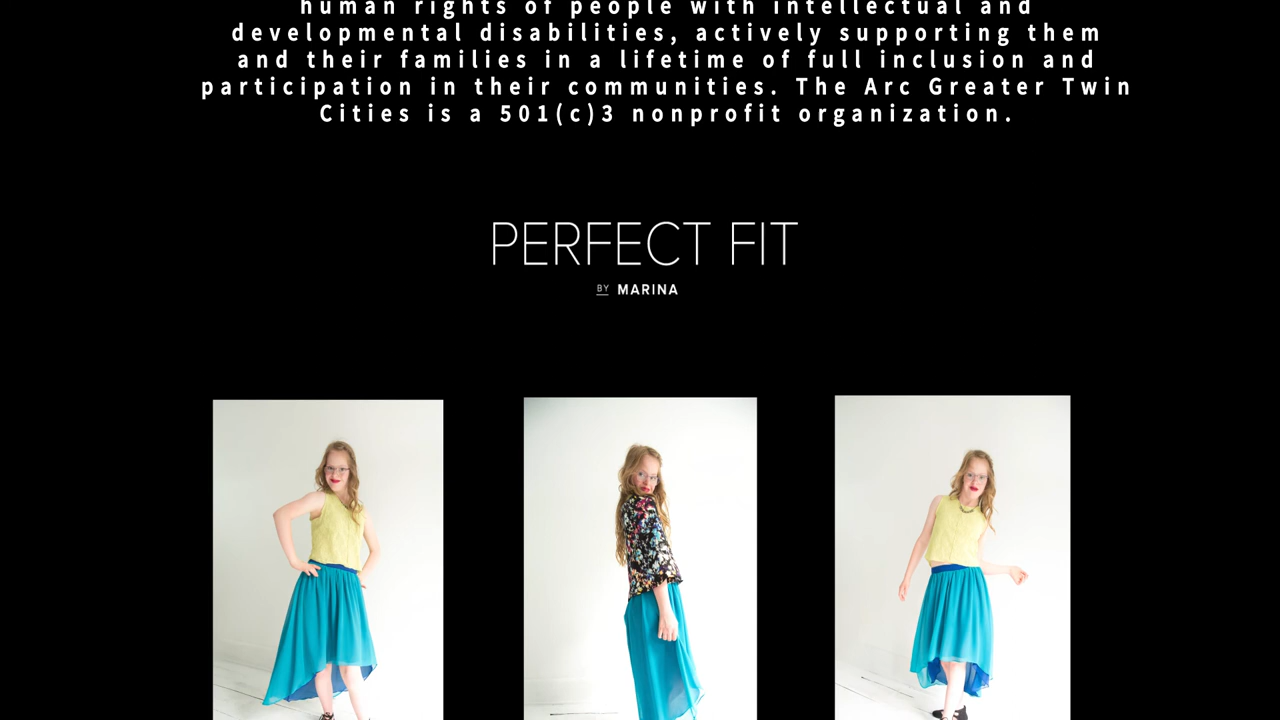 human rights of people with intellectual and
developmental disabilities, actively supporting them
and their families in a lifetime of full inclusion and
participation in their communities. The Arc Greater Twin
Cities is a 501(c)3 nonprofit organization.
PERFECT FIT
BY MARINA